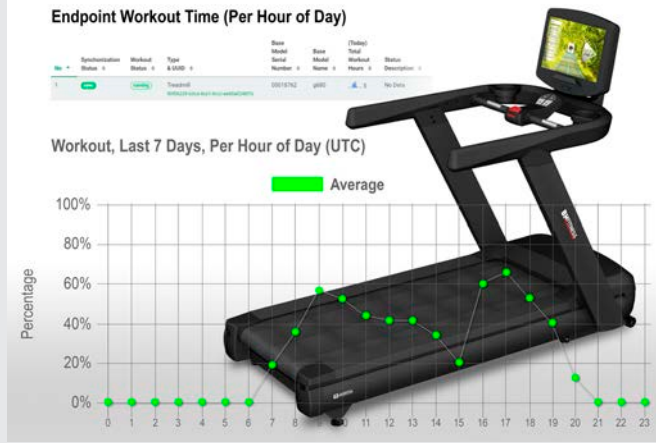 Endpoint Workout Time (Per Hour of Day)
No
Synchronization Status
Workout Status
Type & UUID
Base Model Serial Number
Base Model Name
(Today) Total Workout Hours
Status Description
1
Treadmill
No Data
Workout, Last 7 Days, Per Hour of Day (UTC)
Average
Percentage
100%
80%
60%
40%
20%
0%
0 1 2 3 4 5 6 7 8 9 10 11 12 13 14 15 16 17 18 19 20 21 22 23